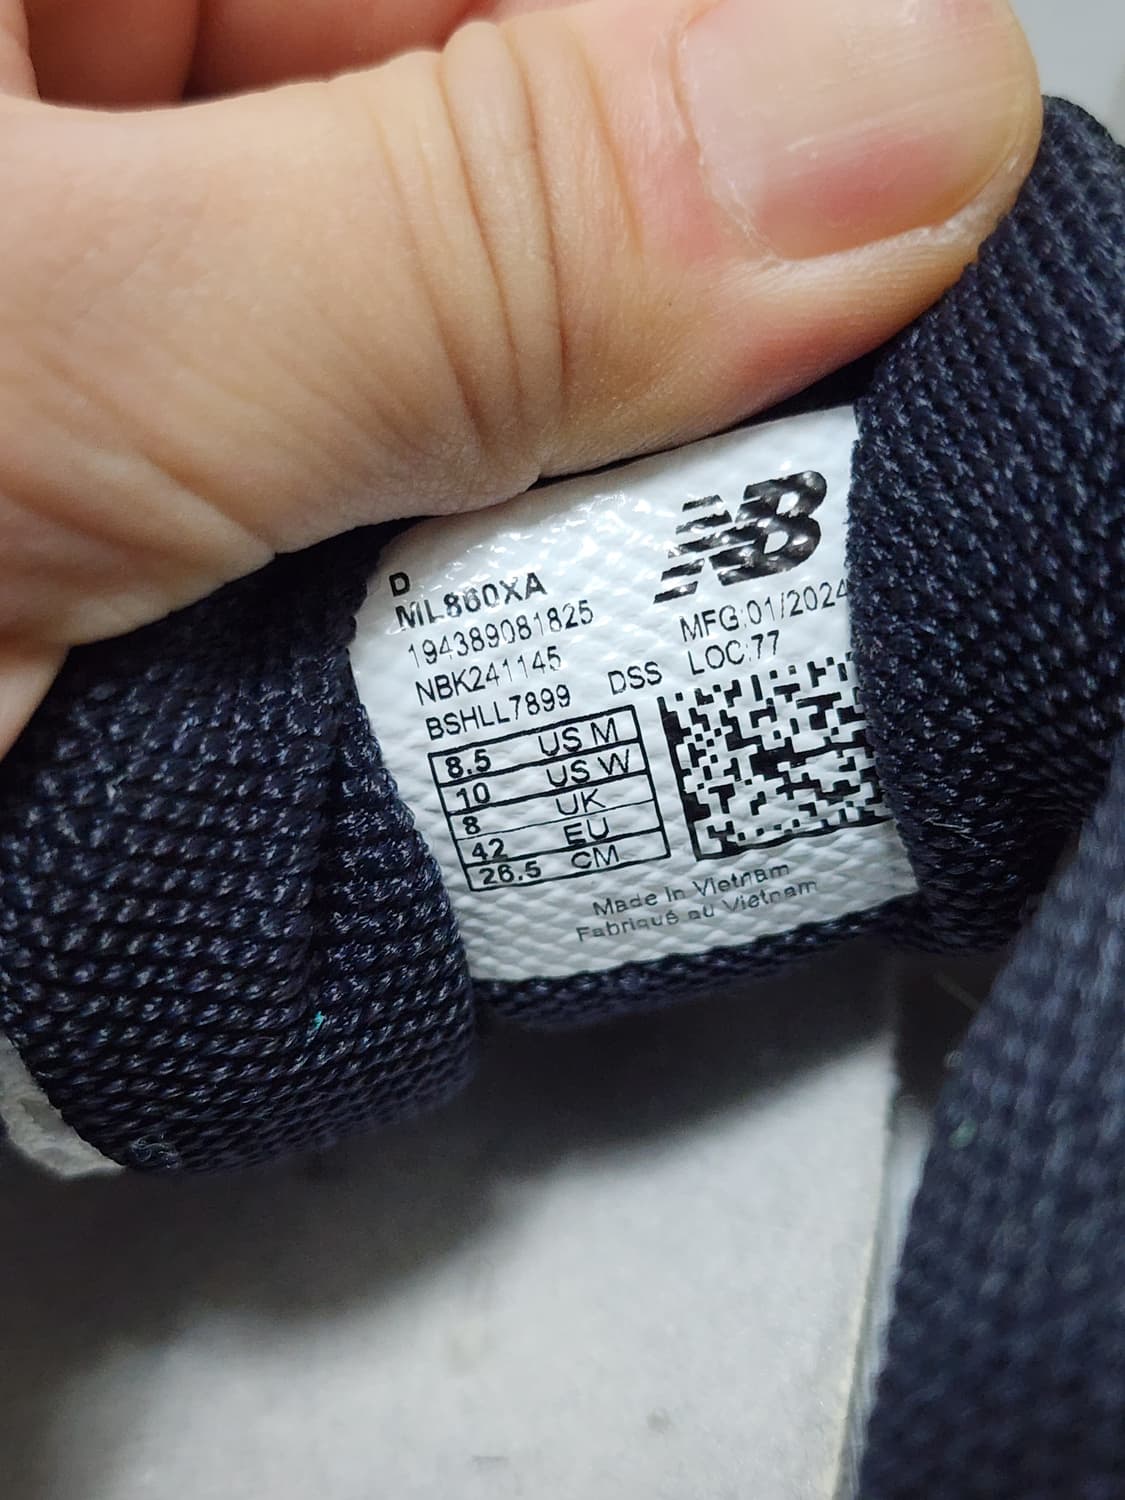 NB
D
ML860XA
194389081825
NBK241145
BSHLL7899 DSS
MFG:01/2024
LOC:77
8.5 US M
10 US W
8 UK
42 EU
26.5 CM
Made In Vietnam
Fabriqué au Vietnam